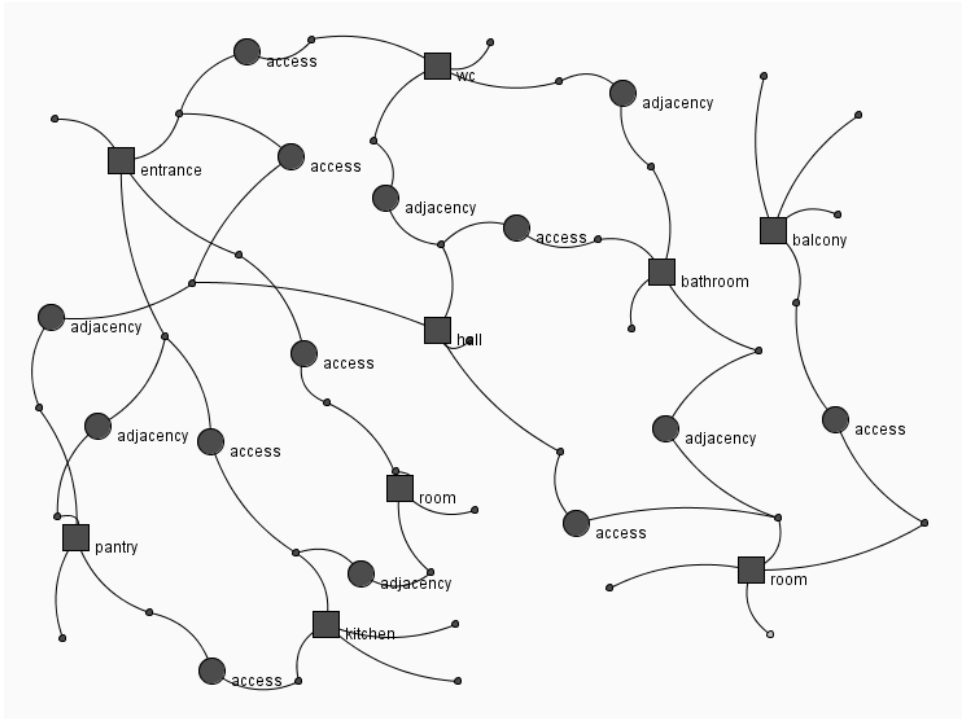 access
wc
adjacency
access
entrance
adjacency
access
balcony
bathroom
adjacency
hall
access
adjacency
access
adjacency
access
room
access
pantry
adjacency
room
kitchen
access